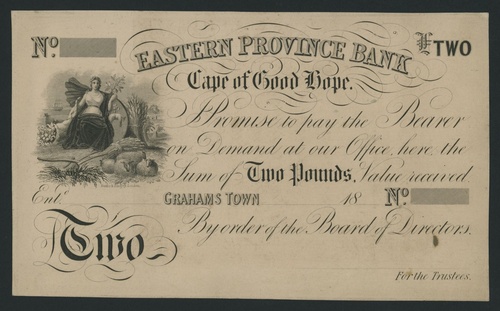 No.
EASTERN PROVINCE BANK
£TWO
Cape of Good Hope.
I Promise to pay the Bearer
on Demand at our Office, here, the
Sum of Two Pounds, Value received
Entd.
GRAHAMS TOWN 18 No.
By order of the Board of Directors.
Two
For the Trustees.